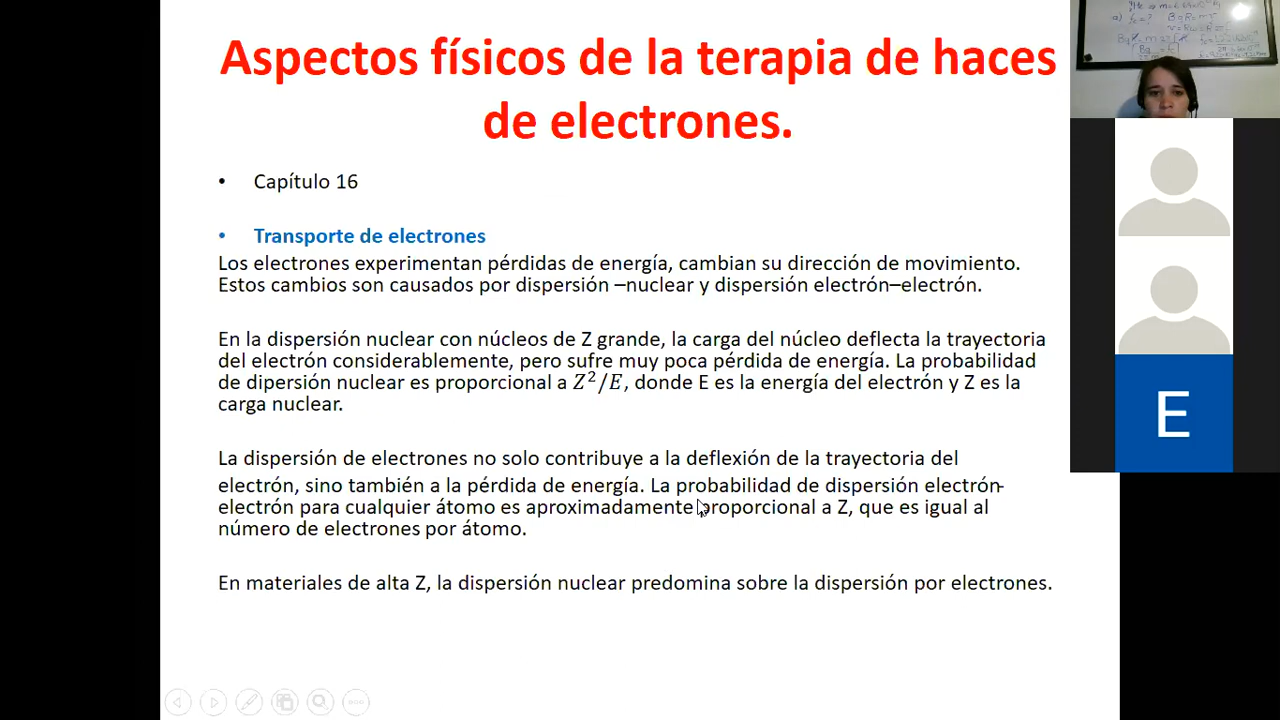 Aspectos físicos de la terapia de haces
de electrones.
• Capítulo 16
• Transporte de electrones
Los electrones experimentan pérdidas de energía, cambian su dirección de movimiento.
Estos cambios son causados por dispersión –nuclear y dispersión electrón–electrón.
En la dispersión nuclear con núcleos de Z grande, la carga del núcleo deflecta la trayectoria
del electrón considerablemente, pero sufre muy poca pérdida de energía. La probabilidad
de dipersión nuclear es proporcional a Z²/E, donde E es la energía del electrón y Z es la
carga nuclear.
La dispersión de electrones no solo contribuye a la deflexión de la trayectoria del
electrón, sino también a la pérdida de energía. La probabilidad de dispersión electrón-
electrón para cualquier átomo es aproximadamente proporcional a Z, que es igual al
número de electrones por átomo.
En materiales de alta Z, la dispersión nuclear predomina sobre la dispersión por electrones.
E